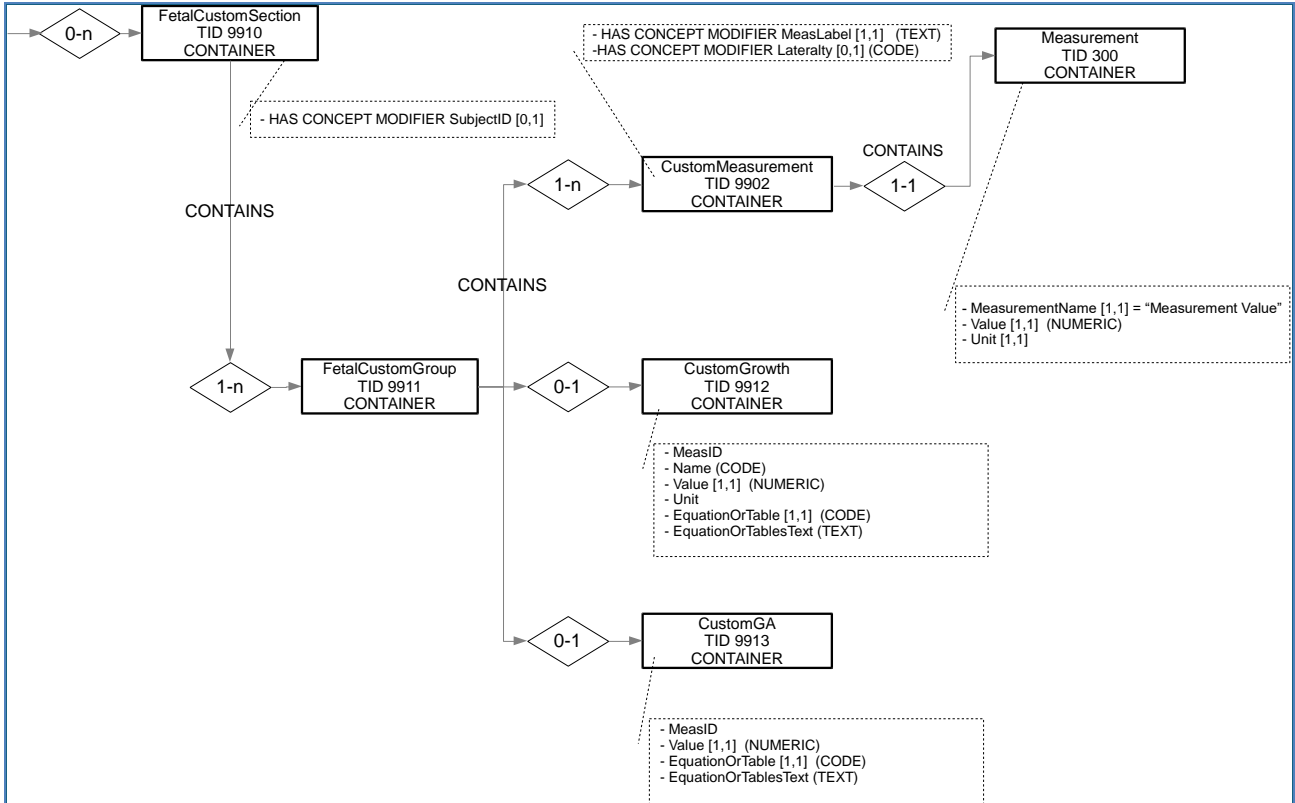 0-n
FetalCustomSection
TID 9910
CONTAINER
- HAS CONCEPT MODIFIER SubjectID [0,1]
- HAS CONCEPT MODIFIER MeasLabel [1,1]   (TEXT)
-HAS CONCEPT MODIFIER Lateralty [0,1] (CODE)
Measurement
TID 300
CONTAINER
CONTAINS
1-n
CustomMeasurement
TID 9902
CONTAINER
CONTAINS
1-1
CONTAINS
- MeasurementName [1,1] = “Measurement Value”
- Value [1,1]  (NUMERIC)
- Unit [1,1]
1-n
FetalCustomGroup
TID 9911
CONTAINER
0-1
CustomGrowth
TID 9912
CONTAINER
- MeasID
- Name (CODE)
- Value [1,1]  (NUMERIC)
- Unit
- EquationOrTable [1,1]  (CODE)
- EquationOrTablesText (TEXT)
0-1
CustomGA
TID 9913
CONTAINER
- MeasID
- Value [1,1]  (NUMERIC)
- EquationOrTable [1,1]  (CODE)
- EquationOrTablesText (TEXT)